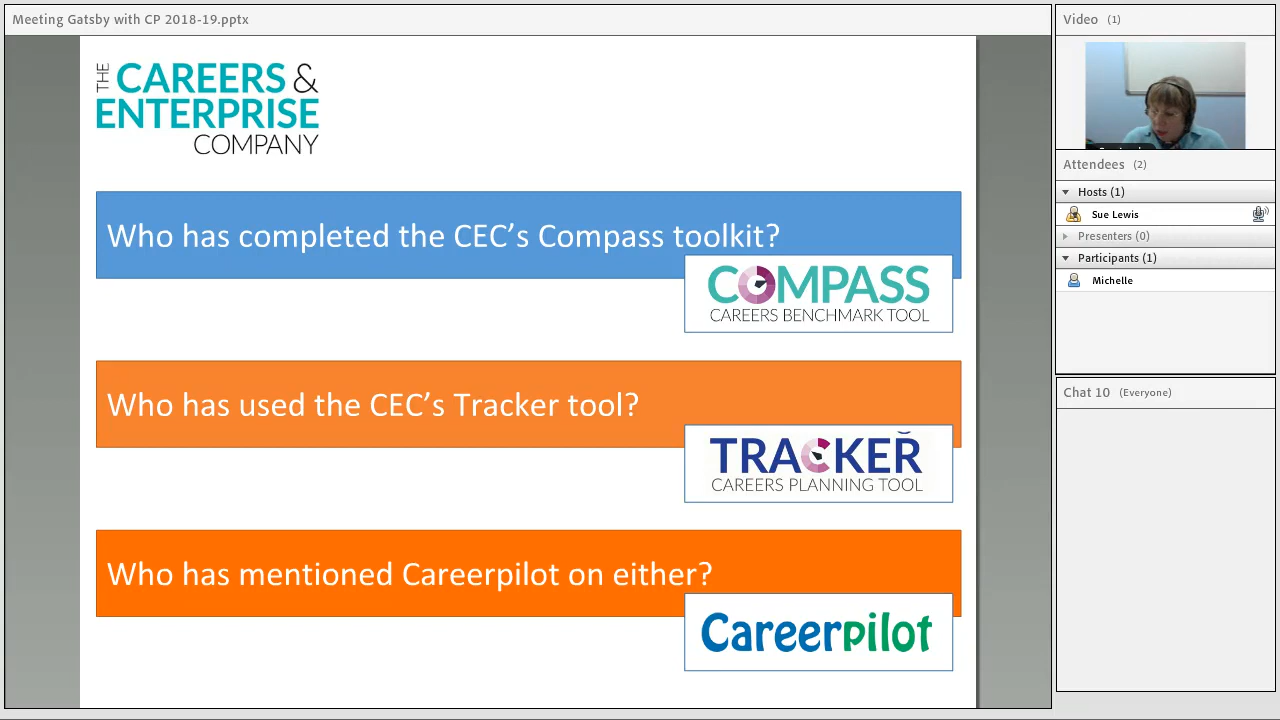 Meeting Gatsby with CP 2018-19.pptx
THE CAREERS &
ENTERPRISE
COMPANY
Who has completed the CEC’s Compass toolkit?
COMPASS
CAREERS BENCHMARK TOOL
Who has used the CEC’s Tracker tool?
TRACKER
CAREERS PLANNING TOOL
Who has mentioned Careerpilot on either?
Careerpilot
Video (1)
Attendees (2)
Hosts (1)
Sue Lewis
Presenters (0)
Participants (1)
Michelle
Chat 10 (Everyone)